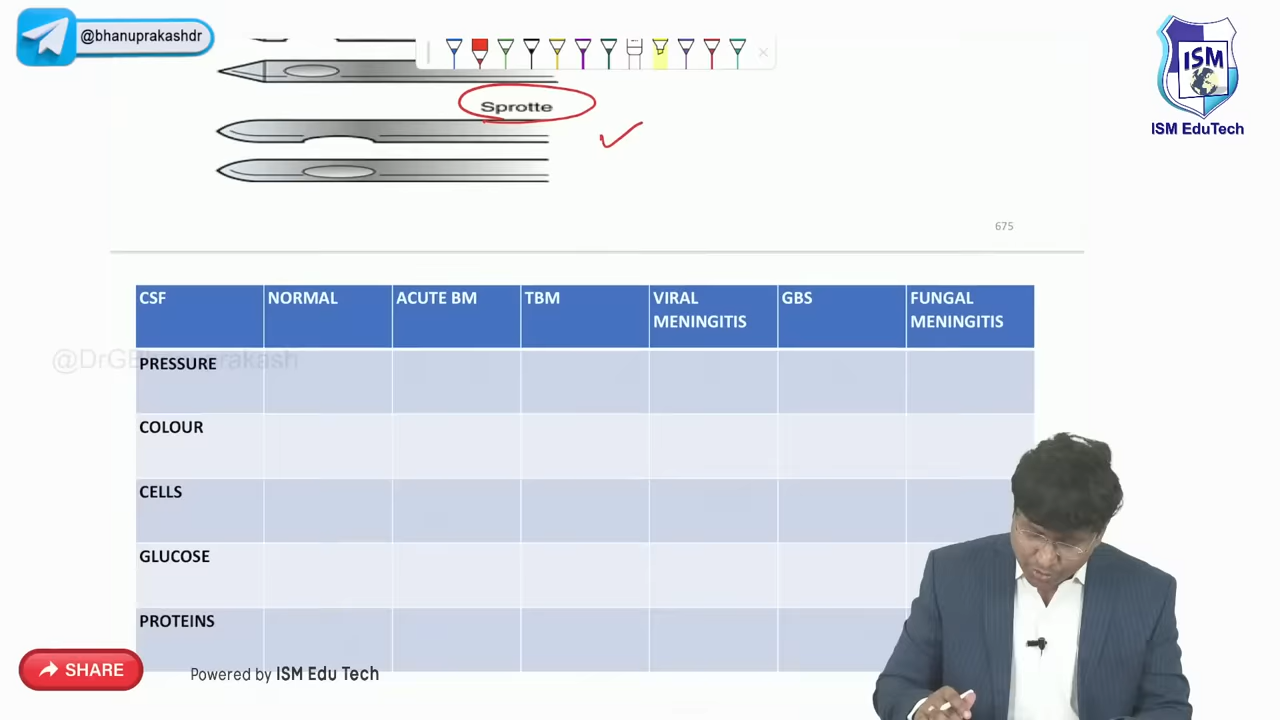 @bhanuprakashdr
ISM
ISM EduTech
Sprotte
675
CSF NORMAL ACUTE BM TBM VIRAL MENINGITIS GBS FUNGAL MENINGITIS
@DrGBhanuprakash
PRESSURE
COLOUR
CELLS
GLUCOSE
PROTEINS
SHARE
Powered by ISM Edu Tech